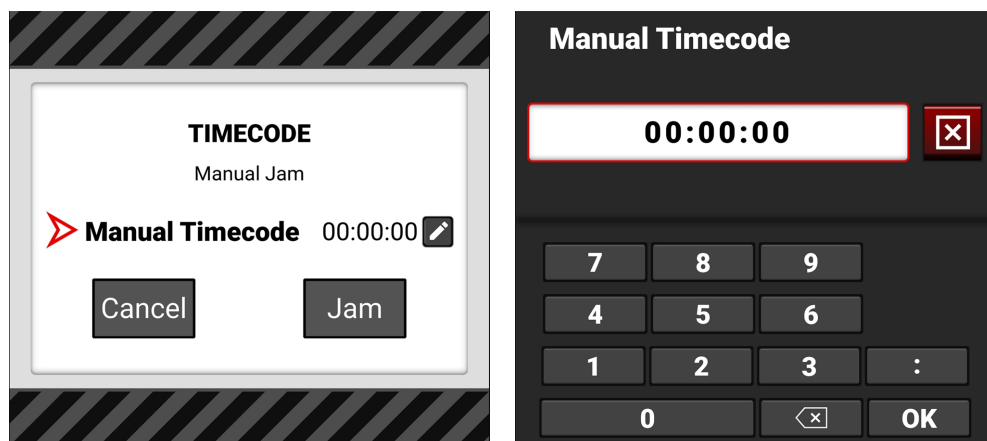 TIMECODE
Manual Jam
Manual Timecode 00:00:00
Cancel Jam
Manual Timecode
00:00:00
7 8 9
4 5 6
1 2 3 :
0 OK